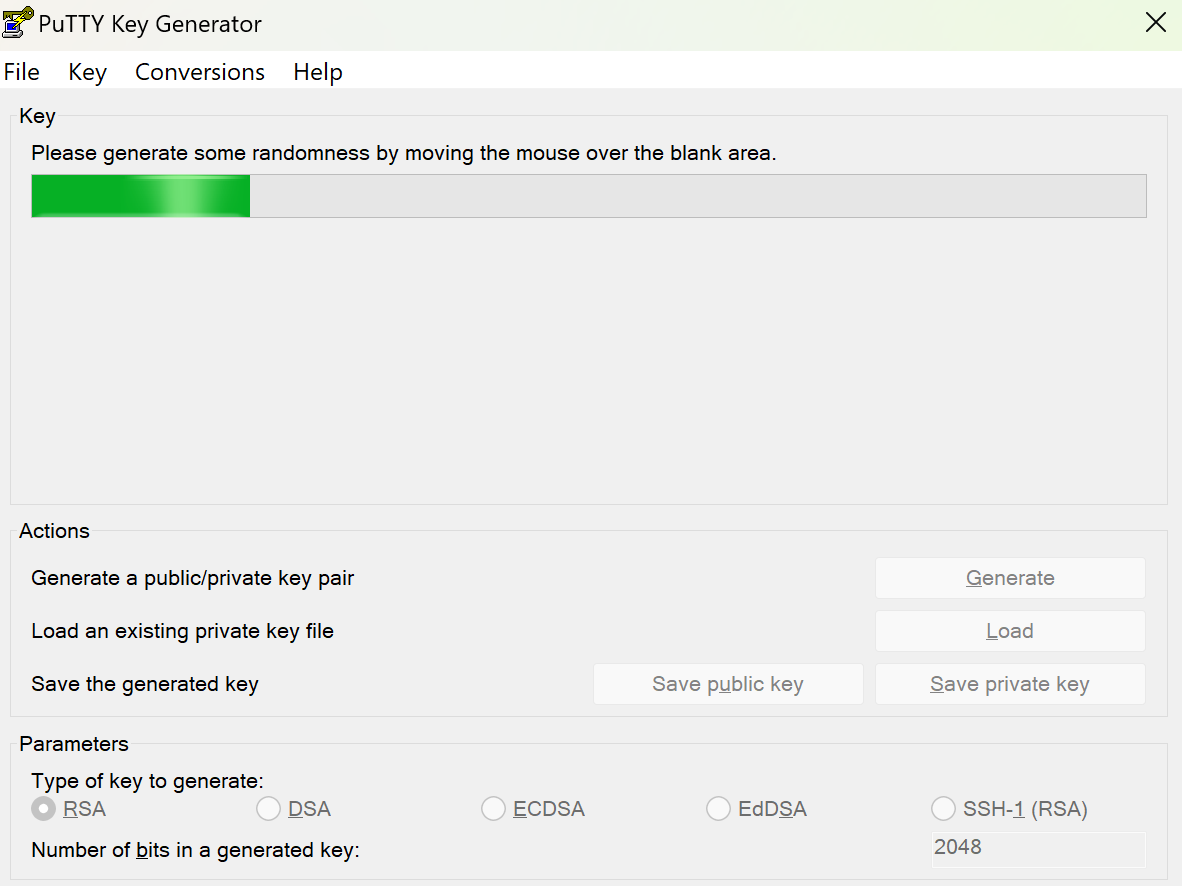 PuTTY Key Generator
File Key Conversions Help
Key
Please generate some randomness by moving the mouse over the blank area.
Actions
Generate a public/private key pair Generate
Load an existing private key file Load
Save the generated key Save public key Save private key
Parameters
Type of key to generate:
RSA DSA ECDSA EdDSA SSH-1 (RSA)
Number of bits in a generated key: 2048